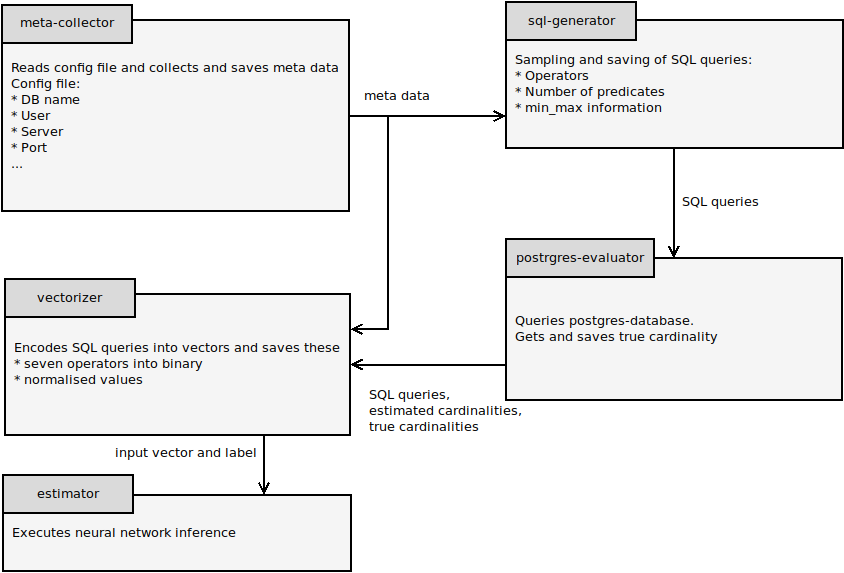 meta-collector
Reads config file and collects and saves meta data
Config file:
* DB name
* User
* Server
* Port
...
meta data
sql-generator
Sampling and saving of SQL queries:
* Operators
* Number of predicates
* min_max information
SQL queries
postrgres-evaluator
Queries postgres-database.
Gets and saves true cardinality
SQL queries,
estimated cardinalities,
true cardinalities
vectorizer
Encodes SQL queries into vectors and saves these
* seven operators into binary
* normalised values
input vector and label
estimator
Executes neural network inference